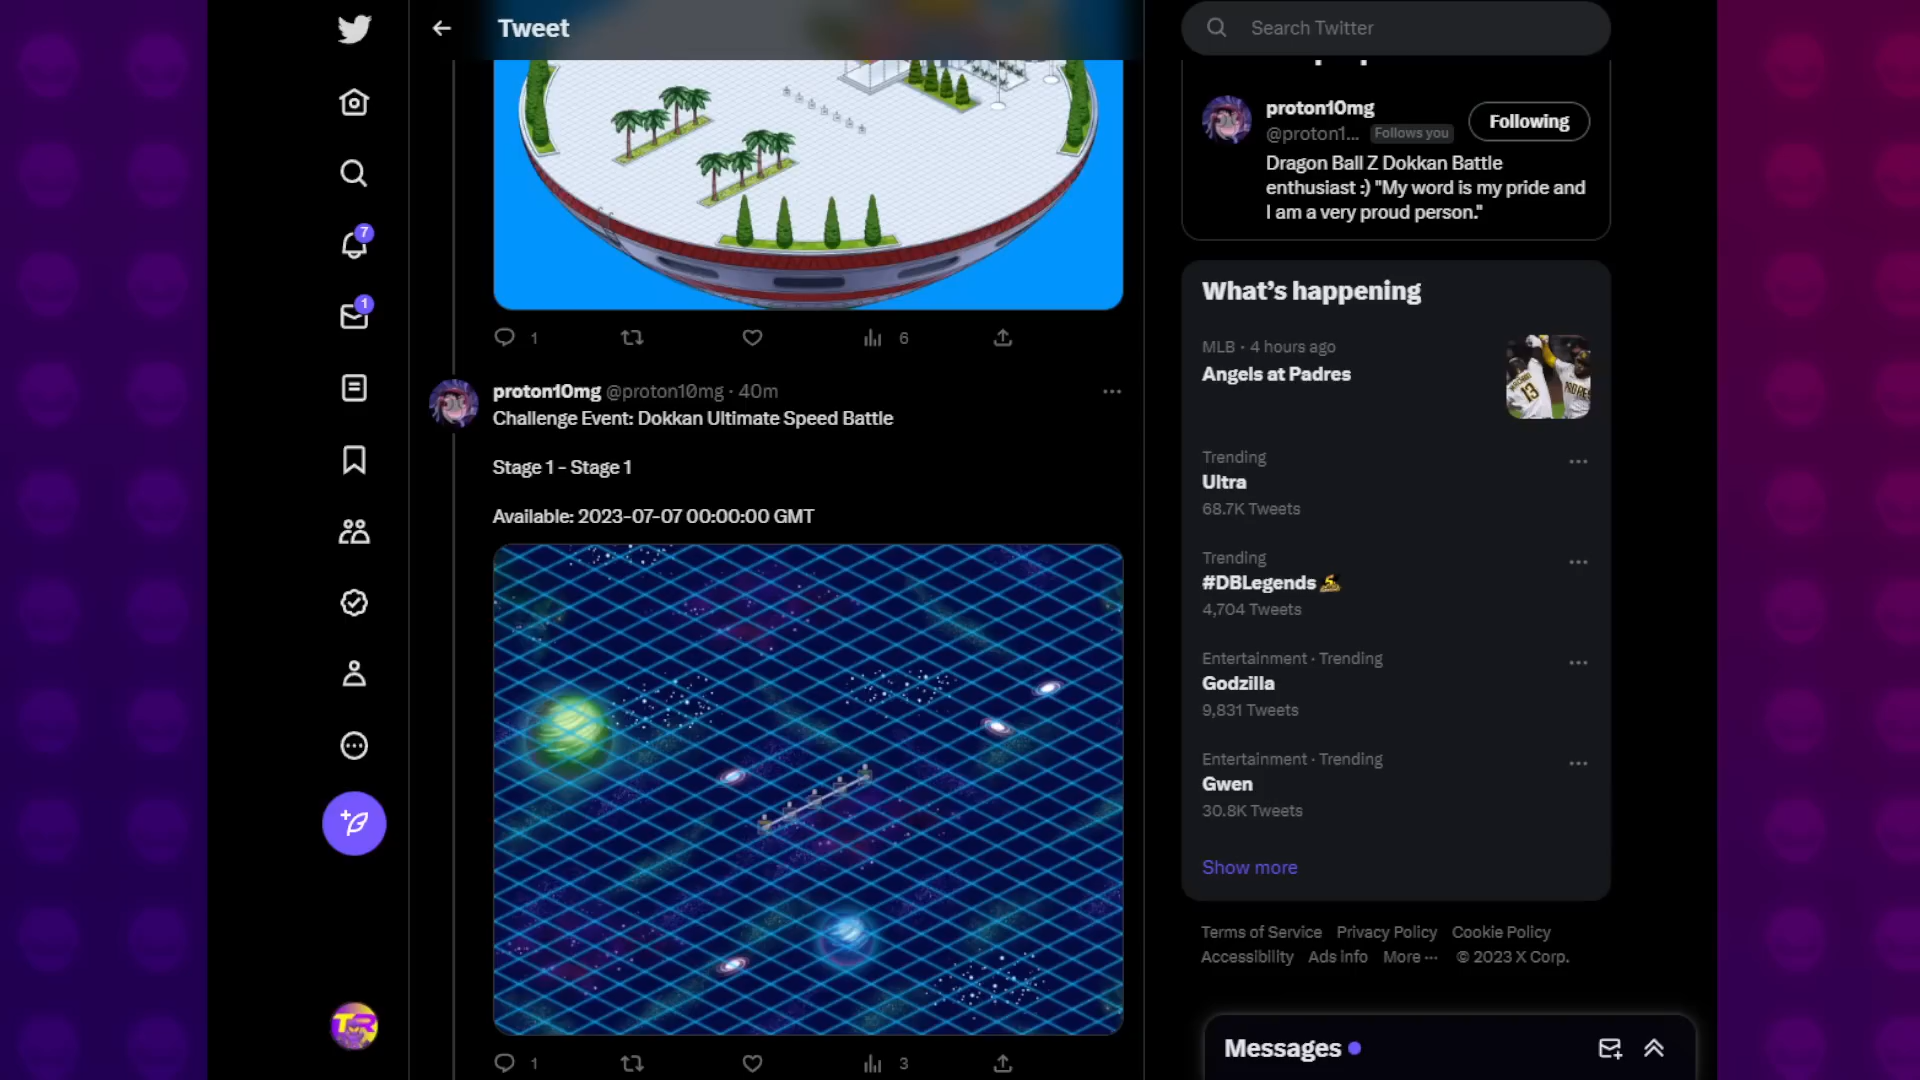 Tweet
Search Twitter
7
1
1
6
proton10mg @proton10mg · 40m
Challenge Event: Dokkan Ultimate Speed Battle
Stage 1 - Stage 1
Available: 2023-07-07 00:00:00 GMT
1
3
proton10mg
@proton1... Follows you
Following
Dragon Ball Z Dokkan Battle
enthusiast :) "My word is my pride and
I am a very proud person."
What's happening
MLB · 4 hours ago
Angels at Padres
Trending
Ultra
68.7K Tweets
Trending
#DBLegends
4,704 Tweets
Entertainment · Trending
Godzilla
9,831 Tweets
Entertainment · Trending
Gwen
30.8K Tweets
Show more
Terms of Service Privacy Policy Cookie Policy
Accessibility Ads info More ··· © 2023 X Corp.
Messages
TR
13